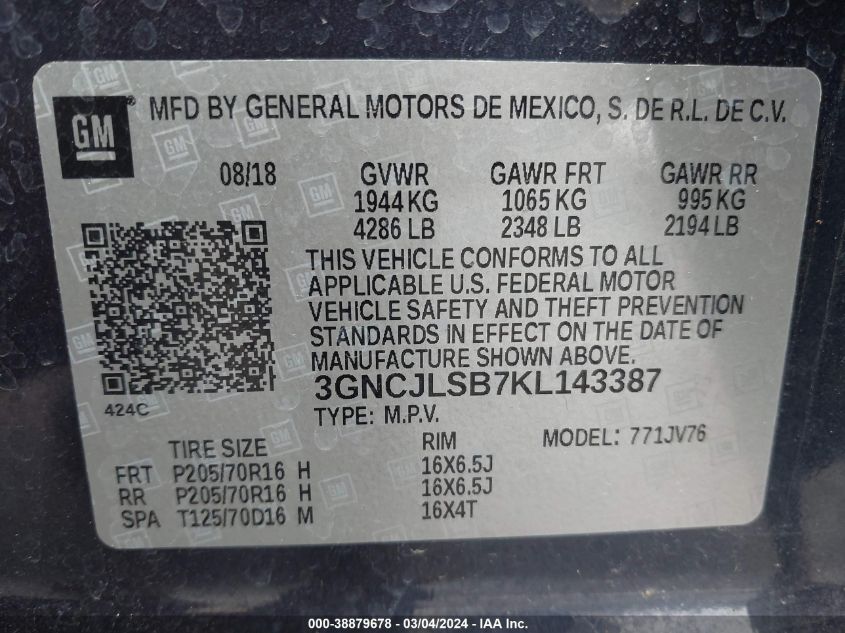 GM MFD BY GENERAL MOTORS DE MEXICO, S. DE R.L. DE C.V.
08/18 GVWR GAWR FRT GAWR RR
1944 KG 1065 KG 995 KG
4286 LB 2348 LB 2194 LB
THIS VEHICLE CONFORMS TO ALL
APPLICABLE U.S. FEDERAL MOTOR
VEHICLE SAFETY AND THEFT PREVENTION
STANDARDS IN EFFECT ON THE DATE OF
MANUFACTURE SHOWN ABOVE.
3GNCJLSB7KL143387
424C TYPE: M.P.V.
TIRE SIZE RIM MODEL: 771JV76
FRT P205/70R16 H 16X6.5J
RR P205/70R16 H 16X6.5J
SPA T125/70D16 M 16X4T
000-38879678 - 03/04/2024 - IAA Inc.